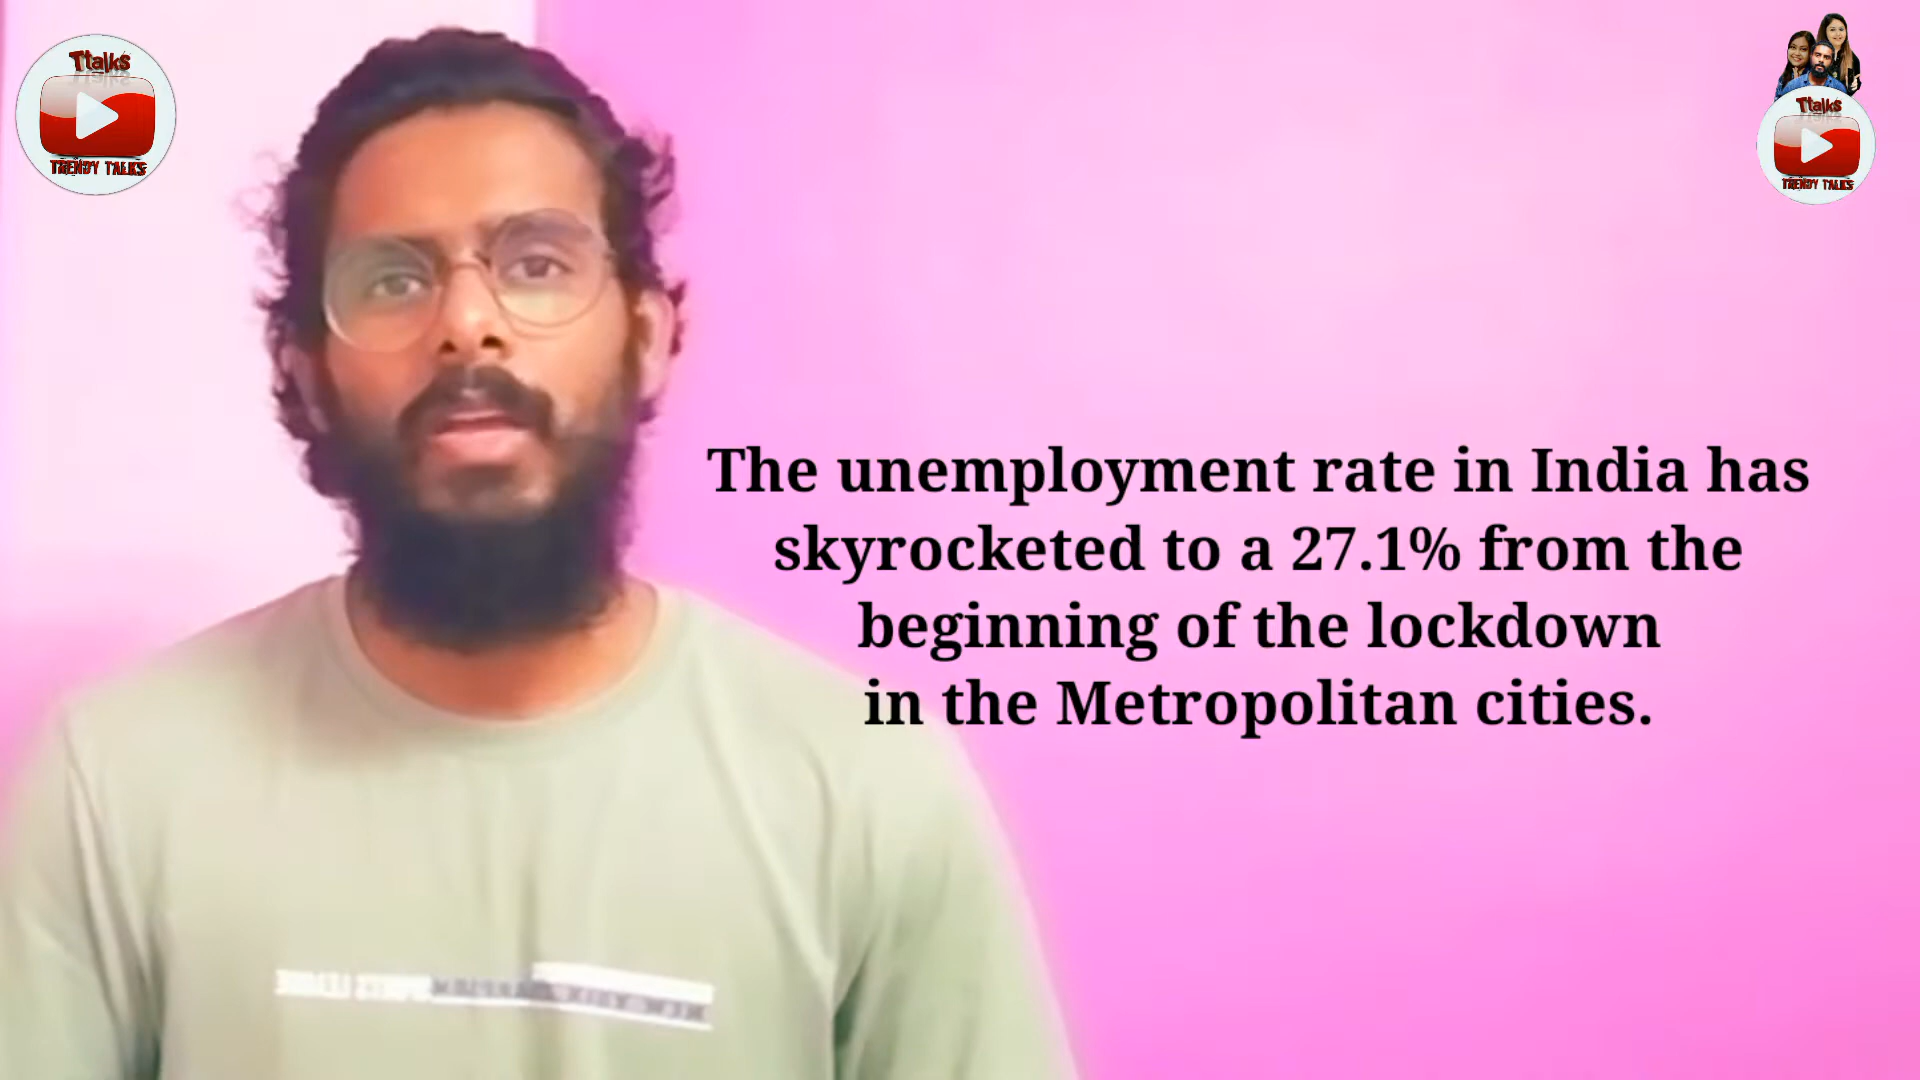 Ttalks
TRENDY TALKS
Ttalks
TRENDY TALKS
The unemployment rate in India has
skyrocketed to a 27.1% from the
beginning of the lockdown
in the Metropolitan cities.